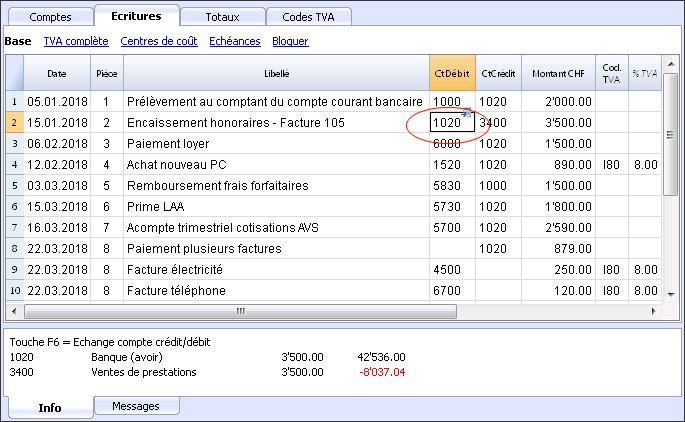 Comptes Ecritures Totaux Codes TVA
Base TVA complète Centres de coût Echéances Bloquer
Date Pièce Libellé CtDébit CtCrédit Montant CHF Cod. TVA % TVA
1 05.01.2018 1 Prélèvement au comptant du compte courant bancaire 1000 1020 2'000.00
2 15.01.2018 2 Encaissement honoraires - Facture 105 1020 3400 3'500.00
3 06.02.2018 3 Paiement loyer 6000 1020 1'500.00
4 12.02.2018 4 Achat nouveau PC 1520 1020 890.00 I80 8.00
5 03.03.2018 5 Remboursement frais forfaitaires 5830 1000 1'500.00
6 15.03.2018 6 Prime LAA 5730 1020 1'800.00
7 16.03.2018 7 Acompte trimestriel cotisations AVS 5700 1020 2'590.00
8 22.03.2018 8 Paiement plusieurs factures 1020 879.00
9 22.03.2018 8 Facture électricité 4500 250.00 I80 8.00
10 22.03.2018 8 Facture téléphone 6700 120.00 I80 8.00
Touche F6 = Echange compte crédit/débit
1020 Banque (avoir) 3'500.00 42'536.00
3400 Ventes de prestations 3'500.00 -8'037.04
Info Messages